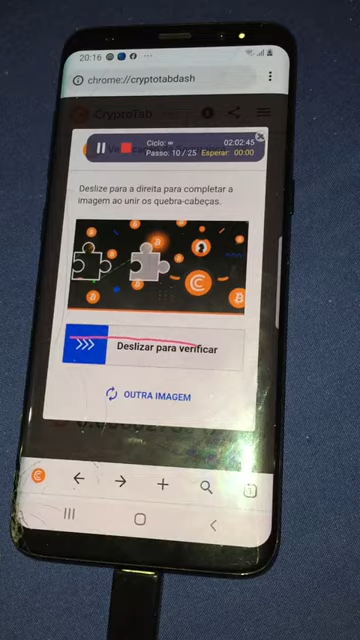 20:16
chrome://cryptotabdash
CryptoTab
Ciclo: ∞ 02:02:45
Passo: 10 / 25 Esperar: 00:00
Deslize para a direita para completar a
imagem ao unir os quebra-cabeças.
Deslizar para verificar
OUTRA IMAGEM